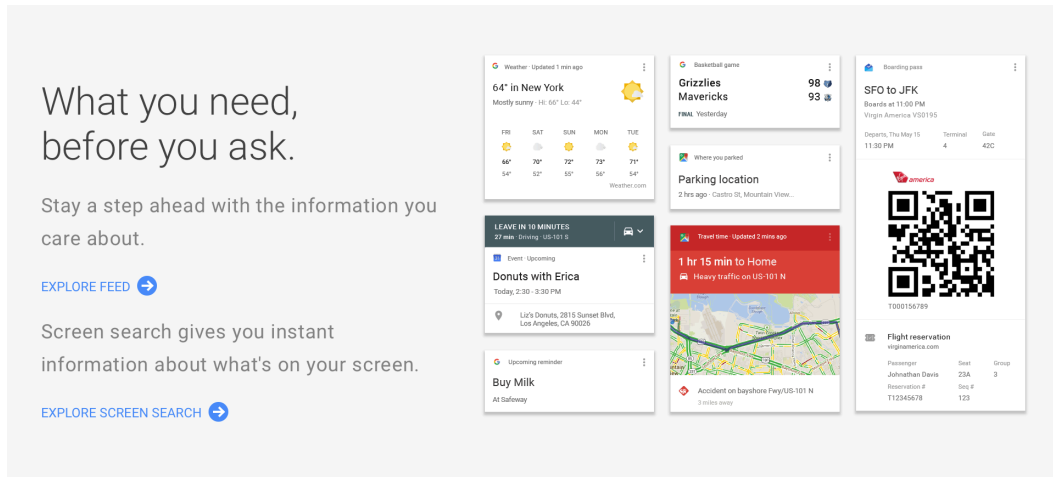 What you need,
before you ask.
Stay a step ahead with the information you
care about.
EXPLORE FEED
Screen search gives you instant
information about what's on your screen.
EXPLORE SCREEN SEARCH
Weather · Updated 1 min ago
64° in New York
Mostly sunny · Hi: 66° Lo: 44°
FRI SAT SUN MON TUE
66° 70° 72° 73° 71°
54° 52° 55° 56° 54°
Weather.com
LEAVE IN 10 MINUTES
27 min · Driving · US-101 S
Event · Upcoming
Donuts with Erica
Today, 2:30 - 3:30 PM
Liz's Donuts, 2815 Sunset Blvd,
Los Angeles, CA 90026
Upcoming reminder
Buy Milk
At Safeway
Basketball game
Grizzlies 98
Mavericks 93
FINAL Yesterday
Where you parked
Parking location
2 hrs ago · Castro St, Mountain View...
Travel time · Updated 2 mins ago
1 hr 15 min to Home
Heavy traffic on US-101 N
Accident on bayshore Fwy/US-101 N
3 miles away
Boarding pass
SFO to JFK
Boards at 11:00 PM
Virgin America VS0195
Departs, Thu May 15 Terminal Gate
11:30 PM 4 42C
america
T000156789
Flight reservation
virginamerica.com
Passenger Seat Group
Johnathan Davis 23A 3
Reservation # Seq #
T12345678 123